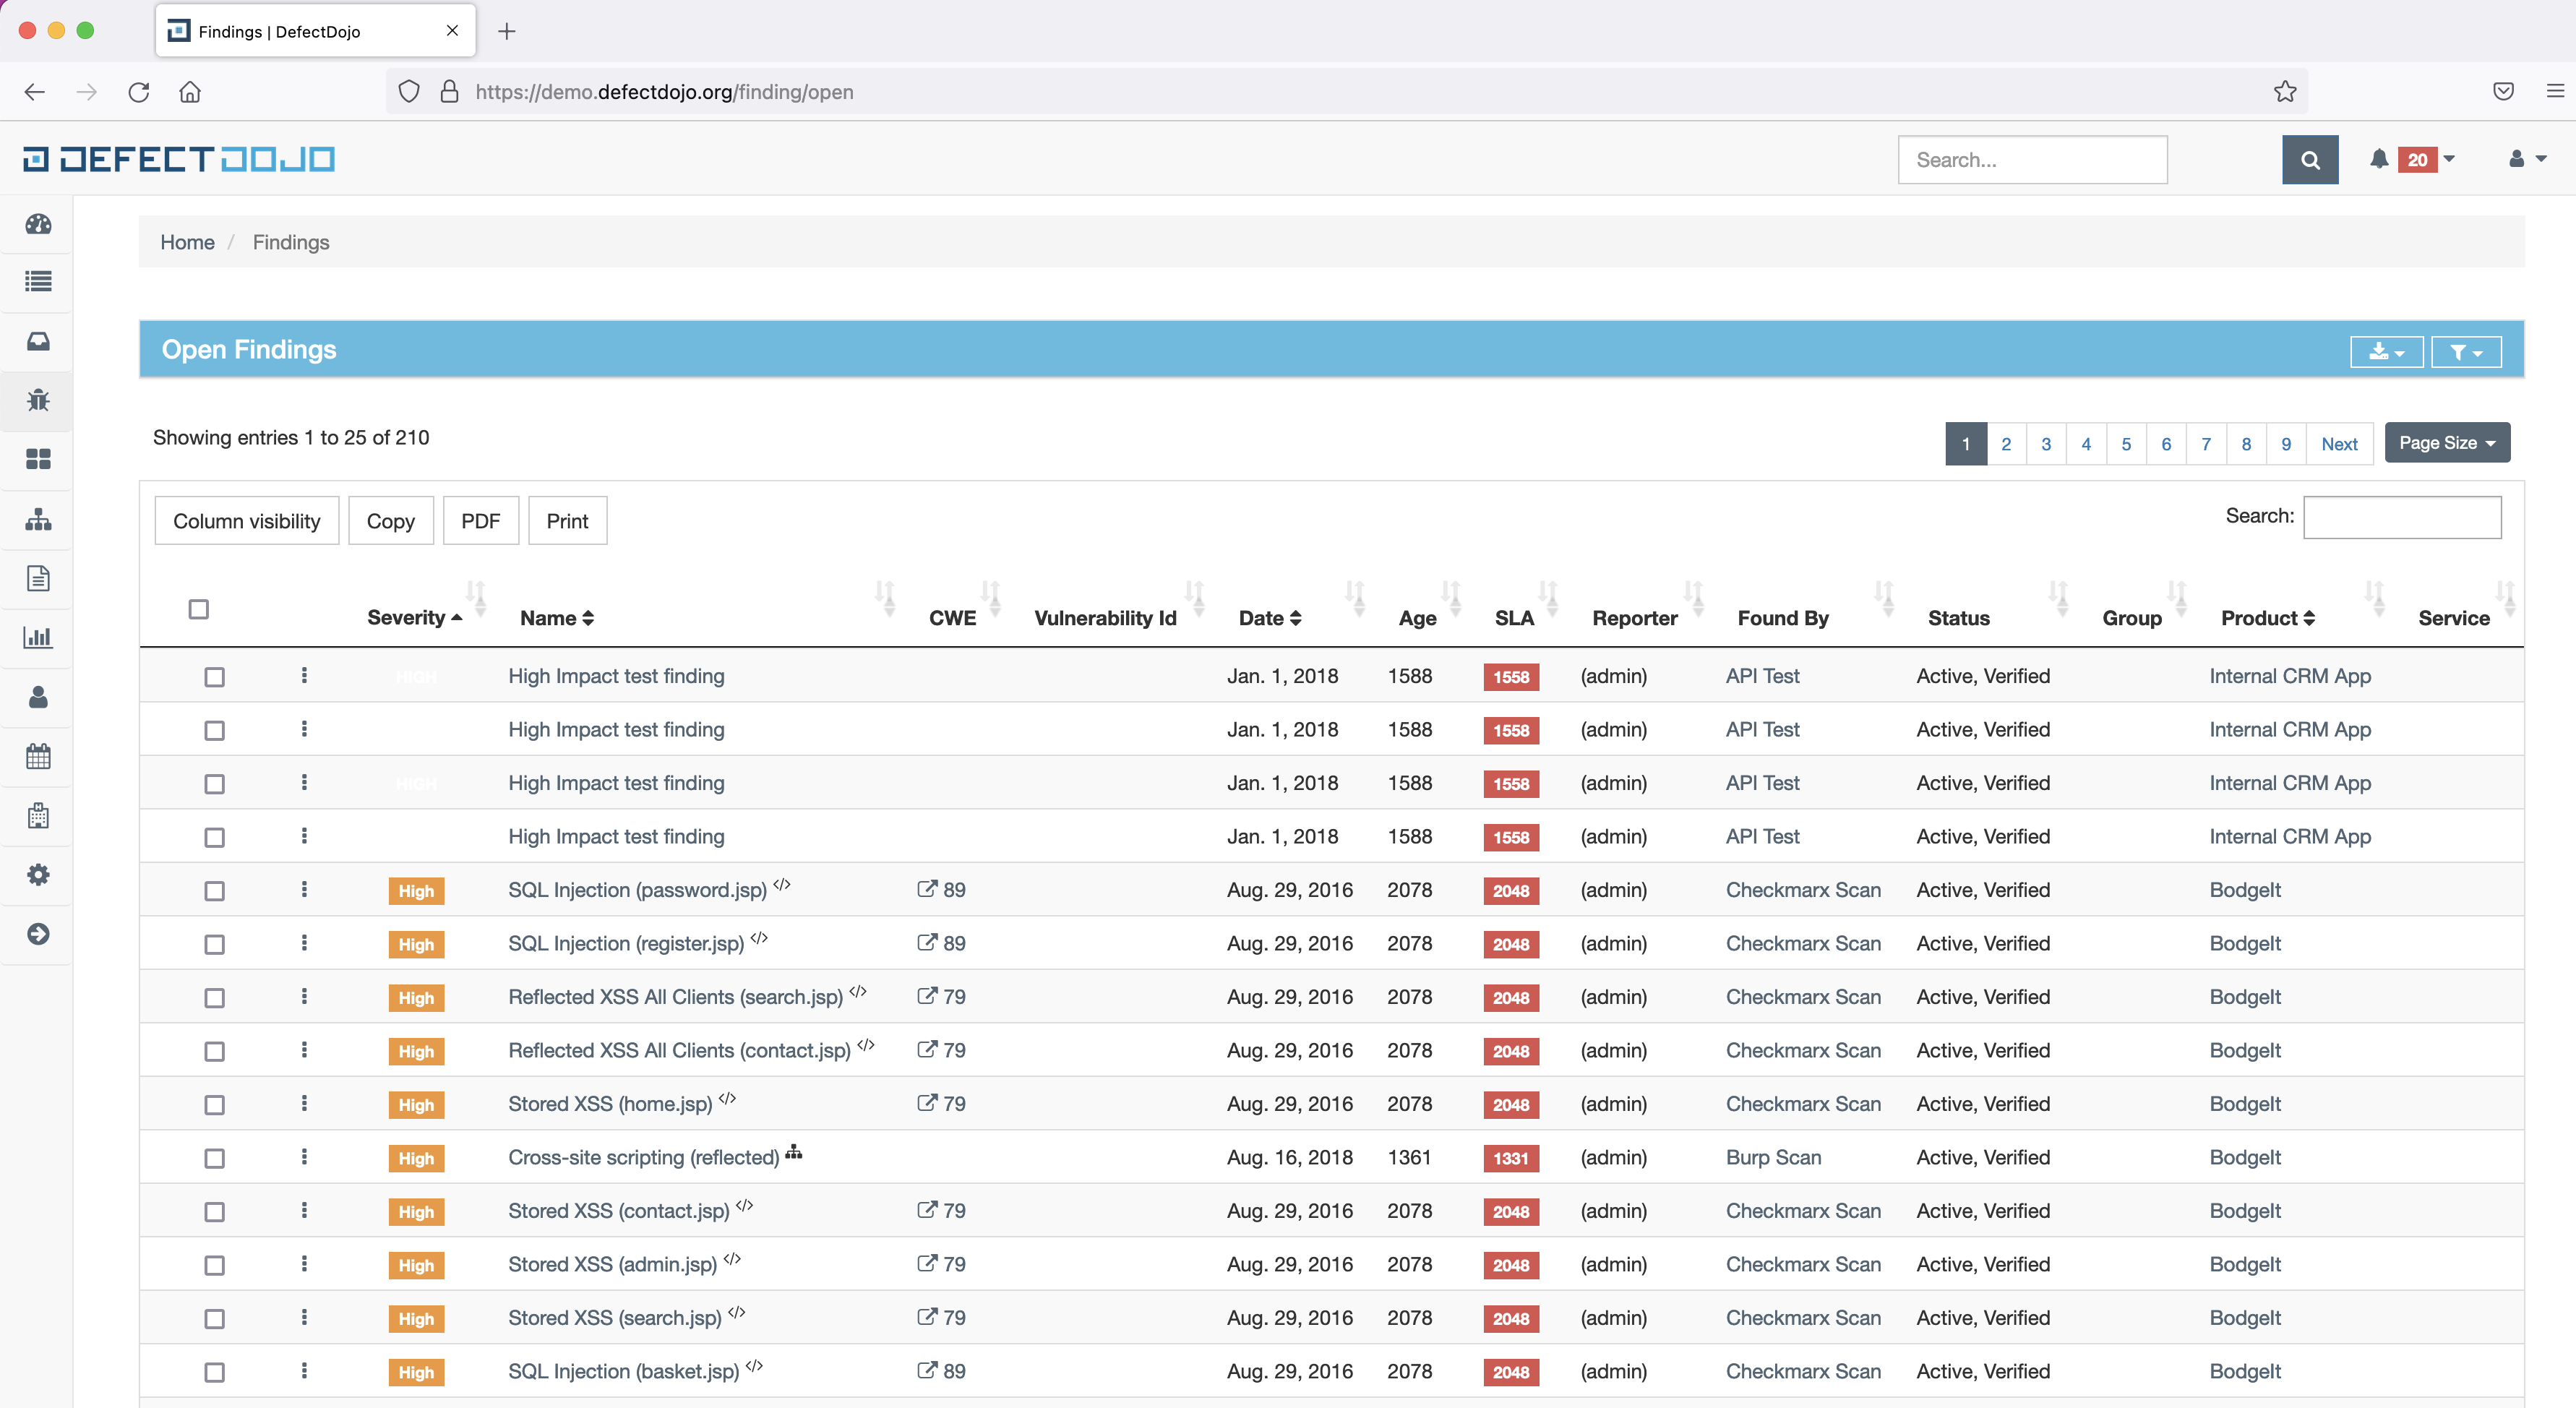 Findings | DefectDojo
https://demo.defectdojo.org/finding/open
DEFECTDOJO
Search...
20
Home / Findings
Open Findings
Showing entries 1 to 25 of 210
1 2 3 4 5 6 7 8 9 Next Page Size
Column visibility Copy PDF Print
Search:
Severity Name CWE Vulnerability Id Date Age SLA Reporter Found By Status Group Product Service
HIGH High Impact test finding Jan. 1, 2018 1588 1558 (admin) API Test Active, Verified Internal CRM App
High Impact test finding Jan. 1, 2018 1588 1558 (admin) API Test Active, Verified Internal CRM App
HIGH High Impact test finding Jan. 1, 2018 1588 1558 (admin) API Test Active, Verified Internal CRM App
High Impact test finding Jan. 1, 2018 1588 1558 (admin) API Test Active, Verified Internal CRM App
High SQL Injection (password.jsp) </> 89 Aug. 29, 2016 2078 2048 (admin) Checkmarx Scan Active, Verified BodgeIt
High SQL Injection (register.jsp) </> 89 Aug. 29, 2016 2078 2048 (admin) Checkmarx Scan Active, Verified BodgeIt
High Reflected XSS All Clients (search.jsp) </> 79 Aug. 29, 2016 2078 2048 (admin) Checkmarx Scan Active, Verified BodgeIt
High Reflected XSS All Clients (contact.jsp) </> 79 Aug. 29, 2016 2078 2048 (admin) Checkmarx Scan Active, Verified BodgeIt
High Stored XSS (home.jsp) </> 79 Aug. 29, 2016 2078 2048 (admin) Checkmarx Scan Active, Verified BodgeIt
High Cross-site scripting (reflected) Aug. 16, 2018 1361 1331 (admin) Burp Scan Active, Verified BodgeIt
High Stored XSS (contact.jsp) </> 79 Aug. 29, 2016 2078 2048 (admin) Checkmarx Scan Active, Verified BodgeIt
High Stored XSS (admin.jsp) </> 79 Aug. 29, 2016 2078 2048 (admin) Checkmarx Scan Active, Verified BodgeIt
High Stored XSS (search.jsp) </> 79 Aug. 29, 2016 2078 2048 (admin) Checkmarx Scan Active, Verified BodgeIt
High SQL Injection (basket.jsp) </> 89 Aug. 29, 2016 2078 2048 (admin) Checkmarx Scan Active, Verified BodgeIt